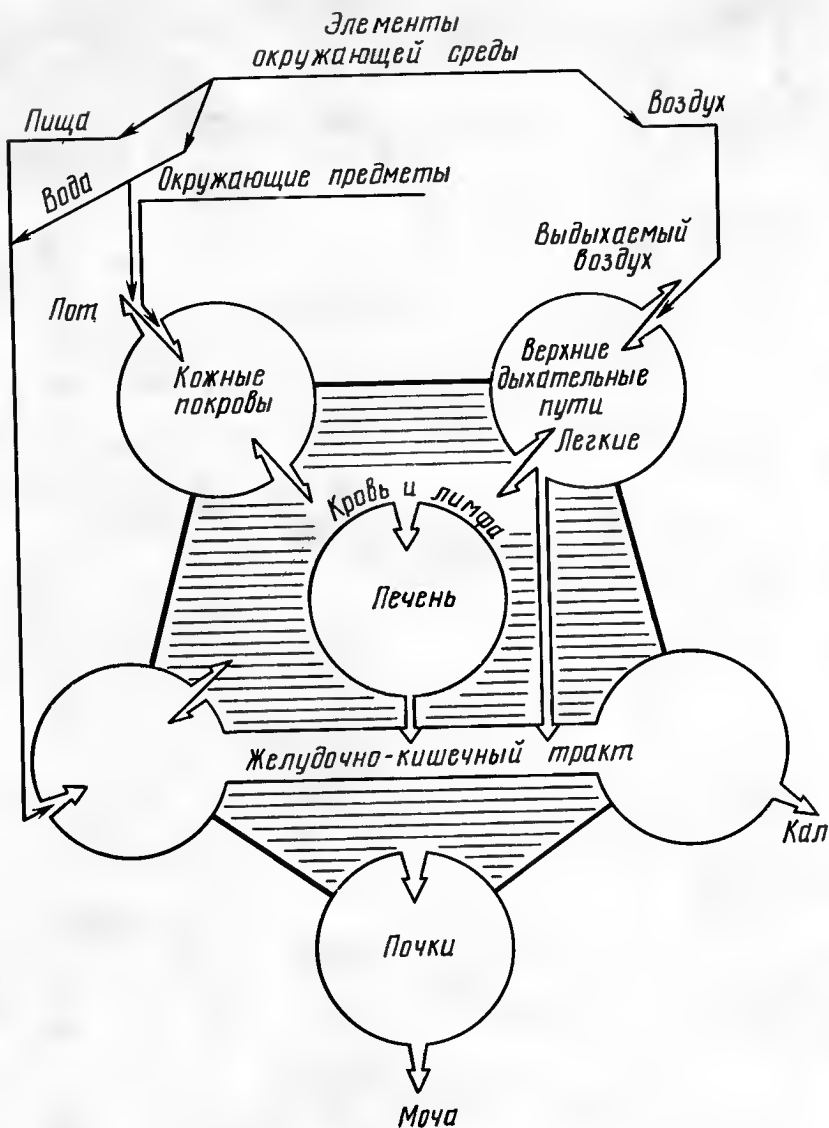 Элементы
окружающей среды
Пища
Воздух
Вода
Окружающие предметы
Выдыхаемый
воздух
Пот
Кожные
покровы
Верхние
дыхательные
пути
Легкие
Кровь и лимфа
Печень
Желудочно-кишечный тракт
Кал
Почки
Моча